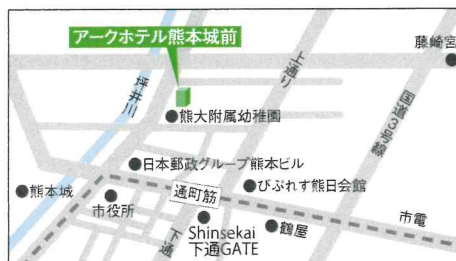 アークホテル熊本城前
藤崎宮
上通り
坪井川
国道3号線
熊大附属幼稚園
日本郵政グループ熊本ビル
熊本城
びぷれす熊日会館
市役所
通町筋
市電
鶴屋
下通
Shinsekai
下通GATE